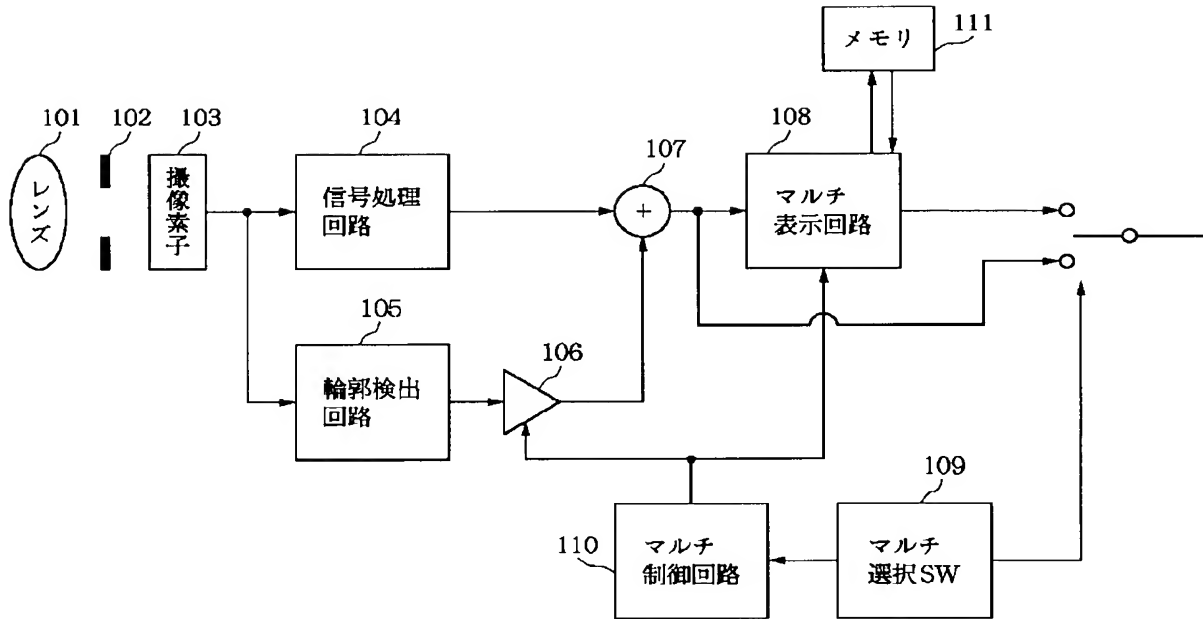 メモリ
111
101
102
103
104
107
108
レンズ
撮像素子
信号処理
回路
+
マルチ
表示回路
105
106
輪郭検出
回路
109
110
マルチ
制御回路
マルチ
選択SW